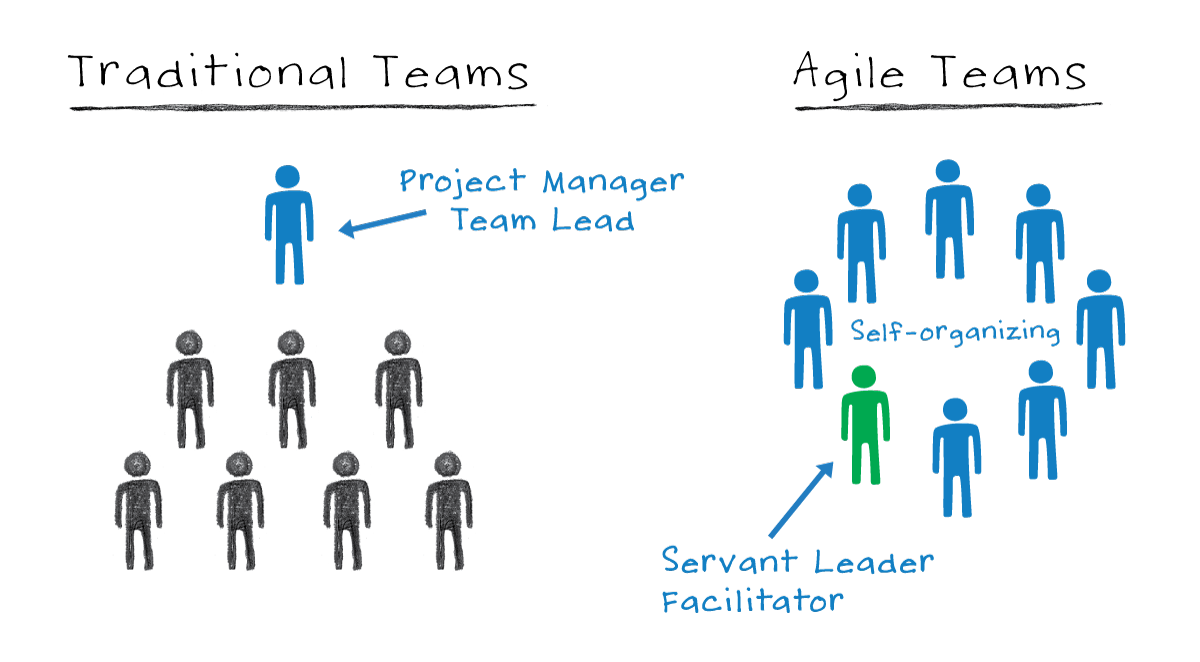 Traditional Teams
Project Manager
Team Lead
Agile Teams
Self-organizing
Servant Leader
Facilitator